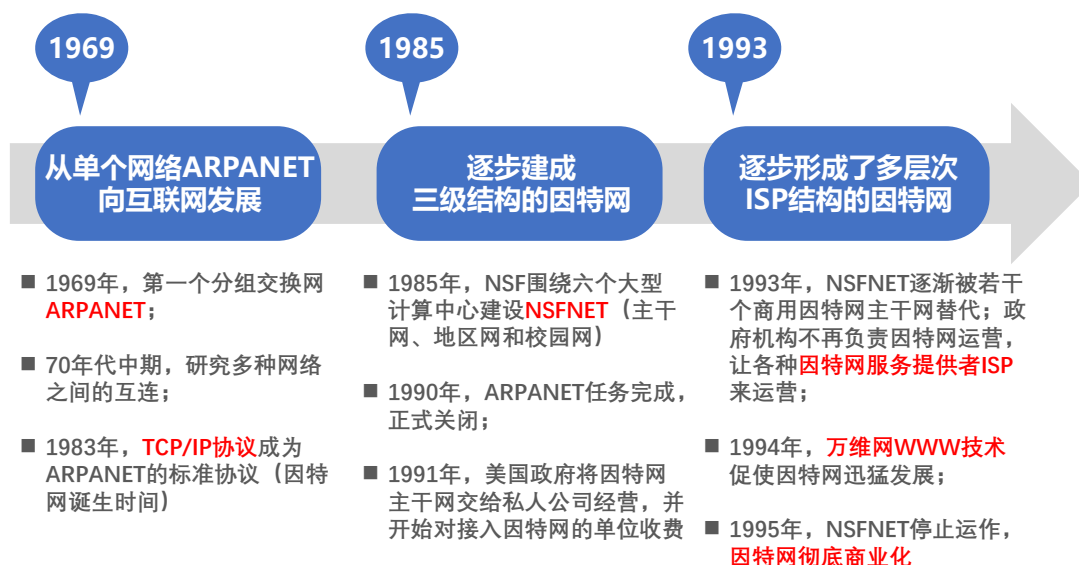 1969
从单个网络ARPANET
向互联网发展
■ 1969年，第一个分组交换网
ARPANET；
■ 70年代中期，研究多种网络
之间的互连；
■ 1983年，TCP/IP协议成为
ARPANET的标准协议（因特
网诞生时间）
1985
逐步建成
三级结构的因特网
■ 1985年，NSF围绕六个大型
计算中心建设NSFNET（主干
网、地区网和校园网）
■ 1990年，ARPANET任务完成，
正式关闭；
■ 1991年，美国政府将因特网
主干网交给私人公司经营，并
开始对接入因特网的单位收费
1993
逐步形成了多层次
ISP结构的因特网
■ 1993年，NSFNET逐渐被若干
个商用因特网主干网替代；政
府机构不再负责因特网运营，
让各种因特网服务提供者ISP
来运营；
■ 1994年，万维网WWW技术
促使因特网迅猛发展；
■ 1995年，NSFNET停止运作，
因特网彻底商业化